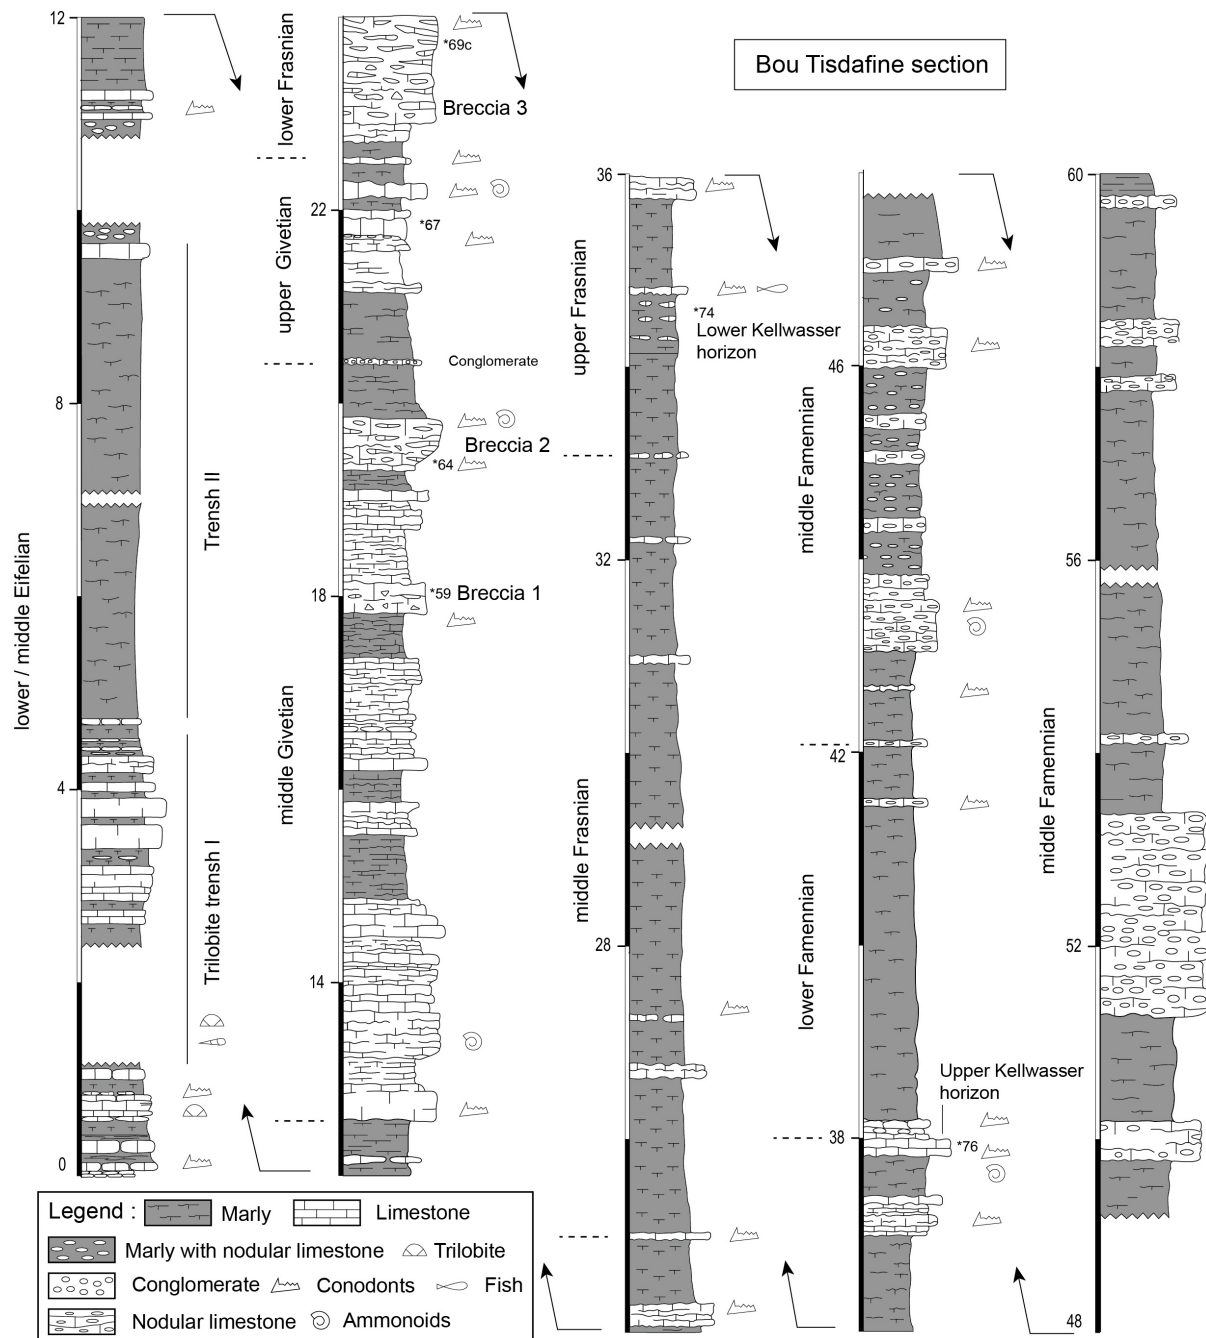 Bou Tisdafine section
12
8
4
0
lower / middle Eifelian
Trensh II
Trilobite trensh I
lower Frasnian
upper Givetian
middle Givetian
22
18
14
*69c
Breccia 3
*67
Conglomerate
Breccia 2
*64
*59 Breccia 1
36
32
28
upper Frasnian
middle Frasnian
*74
Lower Kellwasser
horizon
46
42
38
middle Famennian
lower Famennian
Upper Kellwasser
horizon
*76
60
56
52
48
middle Famennian
Legend :
Marly
Limestone
Marly with nodular limestone
Trilobite
Conglomerate
Conodonts
Fish
Nodular limestone
Ammonoids